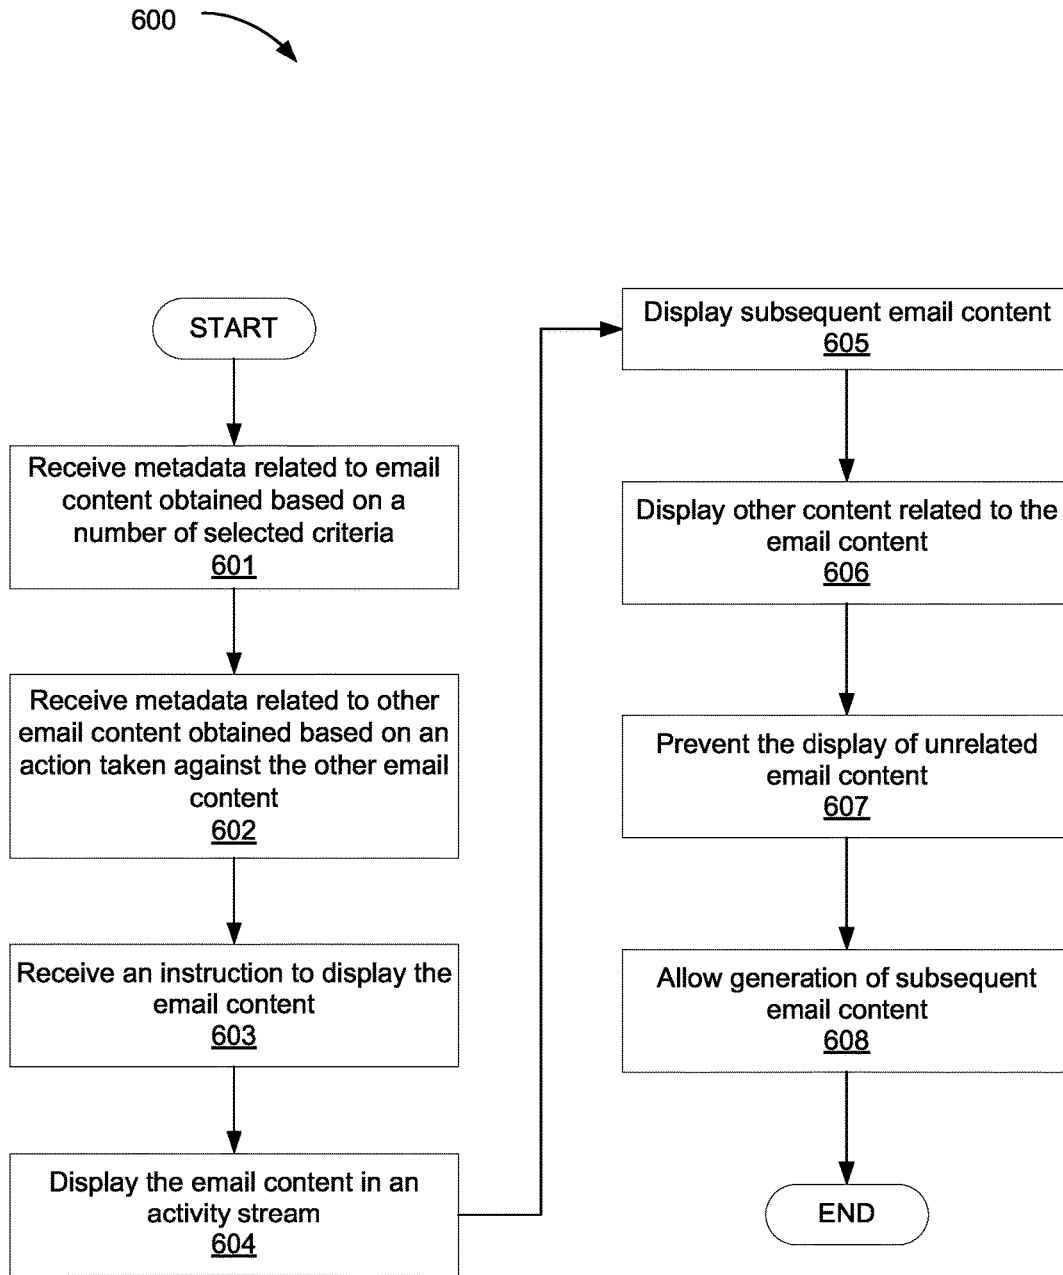 600
START
Receive metadata related to email
content obtained based on a
number of selected criteria
601
Receive metadata related to other
email content obtained based on an
action taken against the other email
content
602
Receive an instruction to display the
email content
603
Display the email content in an
activity stream
604
Display subsequent email content
605
Display other content related to the
email content
606
Prevent the display of unrelated
email content
607
Allow generation of subsequent
email content
608
END